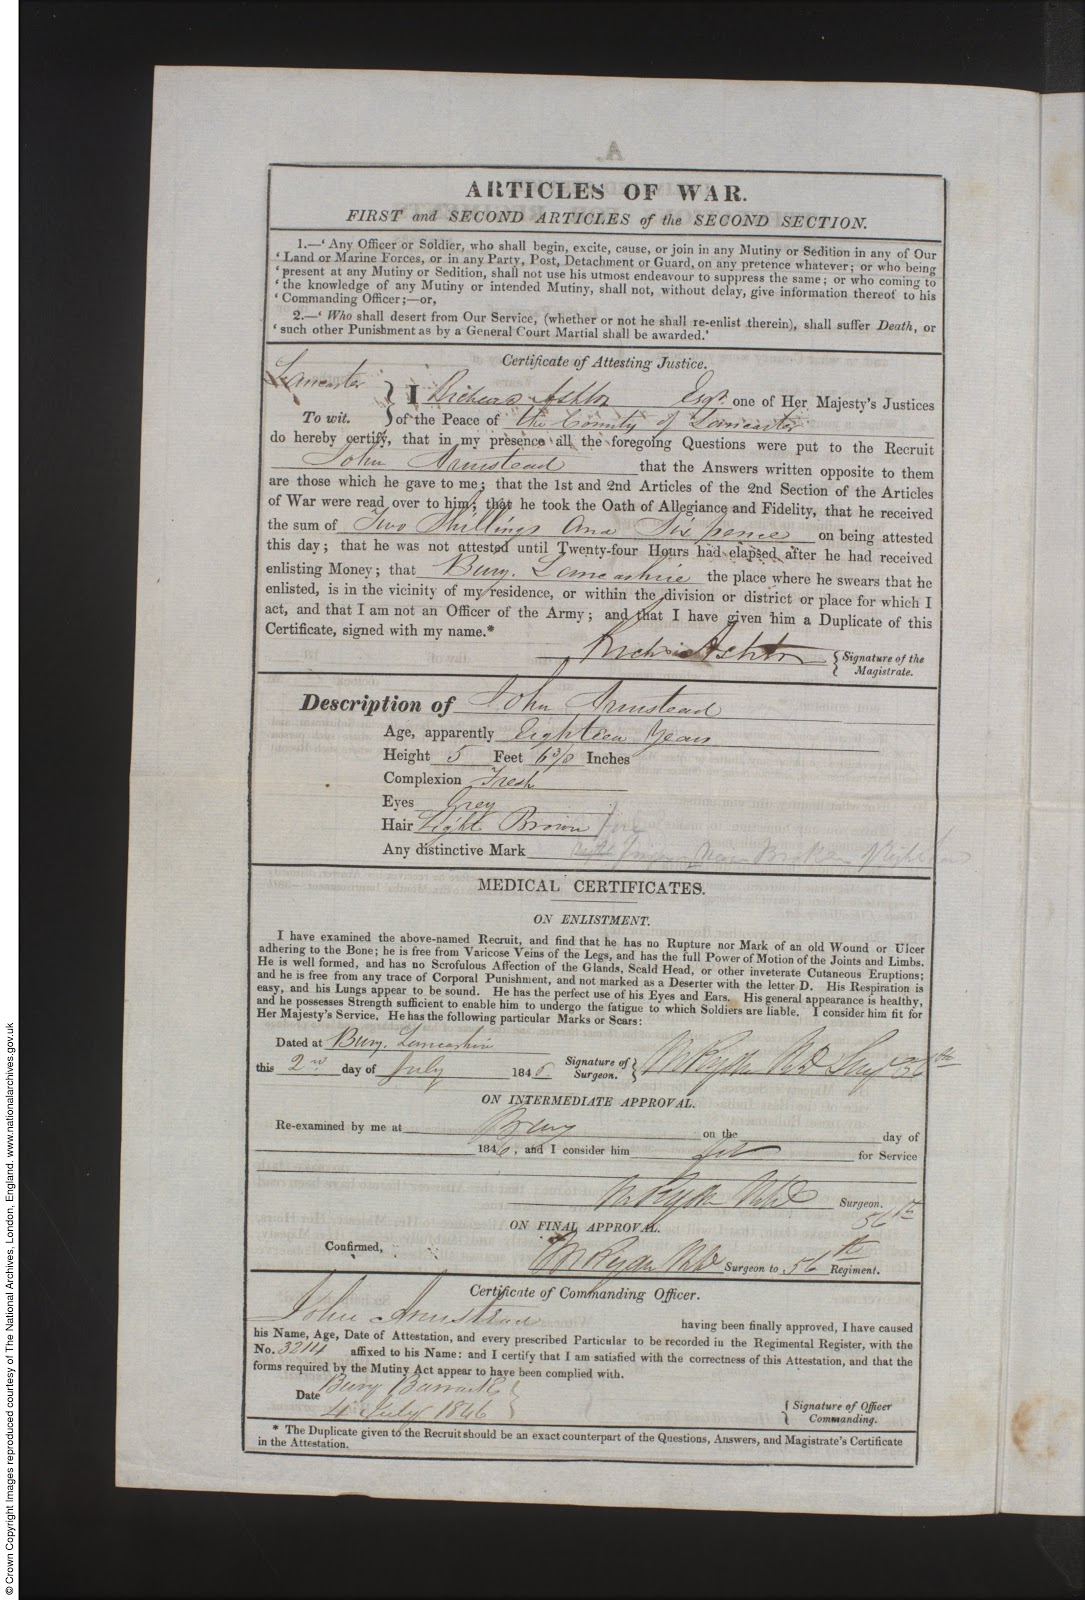 ARTICLES OF WAR.
FIRST and SECOND ARTICLES of the SECOND SECTION.
1.—‘ Any Officer or Soldier, who shall begin, excite, cause, or join in any Mutiny or Sedition in any of Our
‘ Land or Marine Forces, or in any Party, Post, Detachment or Guard, on any pretence whatever; or who being
‘ present at any Mutiny or Sedition, shall not use his utmost endeavour to suppress the same; or who coming to
‘ the knowledge of any Mutiny or intended Mutiny, shall not, without delay, give information thereof to his
‘ Commanding Officer;—or,
2.—‘ Who shall desert from Our Service, (whether or not he shall re-enlist therein), shall suffer Death, or
‘ such other Punishment as by a General Court Martial shall be awarded.’
Certificate of Attesting Justice.
Lancaster
To wit.
I Richard Ashton Esqr. one of Her Majesty's Justices
of the Peace of the County of Lancaster
do hereby certify, that in my presence all the foregoing Questions were put to the Recruit
John Armstead that the Answers written opposite to them
are those which he gave to me; that the 1st and 2nd Articles of the 2nd Section of the Articles
of War were read over to him; that he took the Oath of Allegiance and Fidelity, that he received
the sum of Two Shillings and Six pence on being attested
this day; that he was not attested until Twenty-four Hours had elapsed after he had received
enlisting Money; that Bury. Lancashire the place where he swears that he
enlisted, is in the vicinity of my residence, or within the division or district or place for which I
act, and that I am not an Officer of the Army; and that I have given him a Duplicate of this
Certificate, signed with my name.*
Ashton Signature of the
Magistrate.
Description of John Armstead
Age, apparently Eighteen Years
Height 5 Feet 6 3/8 Inches
Complexion Fresh
Eyes Grey
Hair Light Brown
Any distinctive Mark Broken Right
MEDICAL CERTIFICATES.
ON ENLISTMENT.
I have examined the above-named Recruit, and find that he has no Rupture nor Mark of an old Wound or Ulcer
adhering to the Bone; he is free from Varicose Veins of the Legs, and has the full Power of Motion of the Joints and Limbs.
He is well formed, and has no Scrofulous Affection of the Glands, Scald Head, or other inveterate Cutaneous Eruptions;
and he is free from any trace of Corporal Punishment, and not marked as a Deserter with the letter D. His Respiration is
easy, and his Lungs appear to be sound. He has the perfect use of his Eyes and Ears. His general appearance is healthy,
and he possesses Strength sufficient to enable him to undergo the fatigue to which Soldiers are liable. I consider him fit for
Her Majesty's Service. He has the following particular Marks or Scars:
Dated at Bury. Lancashire
this 2nd day of July 1846. Signature of
Surgeon. MD Surg 56th
ON INTERMEDIATE APPROVAL.
Re-examined by me at Bury on the day of
1846, and I consider him fit for Service
MD Surgeon.
56th
ON FINAL APPROVAL.
Confirmed, MD Surgeon to 56th Regiment.
Certificate of Commanding Officer.
John Armstead having been finally approved, I have caused
his Name, Age, Date of Attestation, and every prescribed Particular to be recorded in the Regimental Register, with the
No. affixed to his Name: and I certify that I am satisfied with the correctness of this Attestation, and that the
forms required by the Mutiny Act appear to have been complied with.
Date Bury Barracks
4 July 1846
Signature of Officer
Commanding.
* The Duplicate given to the Recruit should be an exact counterpart of the Questions, Answers, and Magistrate's Certificate
in the Attestation.
© Crown Copyright Images reproduced courtesy of The National Archives, London, England. www.nationalarchives.gov.uk